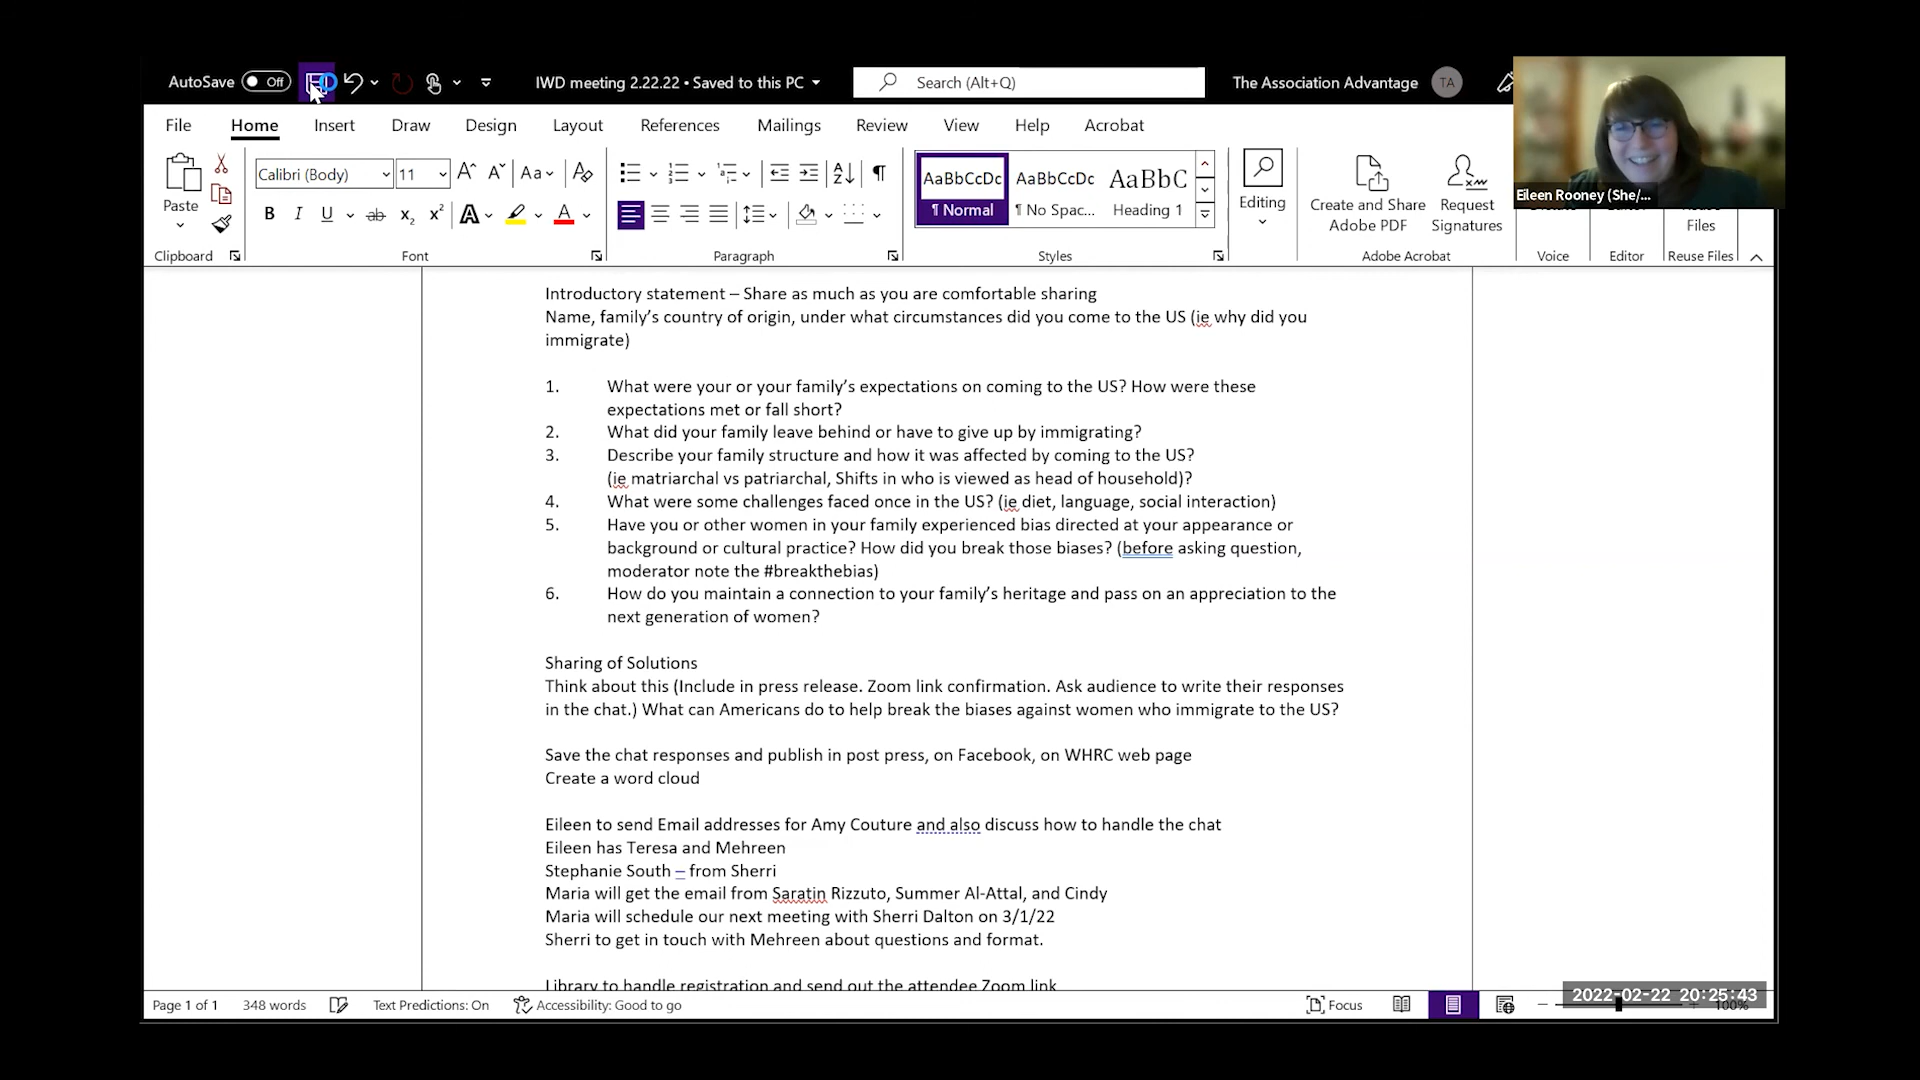 AutoSave Off IWD meeting 2.22.22 • Saved to this PC Search (Alt+Q) The Association Advantage TA
File Home Insert Draw Design Layout References Mailings Review View Help Acrobat
Eileen Rooney (She/...
Paste
Calibri (Body) 11
AaBbCcDc AaBbCcDc AaBbC
¶ Normal ¶ No Spac... Heading 1
Editing
Create and Share
Adobe PDF
Request
Signatures
Files
Clipboard Font Paragraph Styles Adobe Acrobat Voice Editor Reuse Files
Introductory statement – Share as much as you are comfortable sharing
Name, family's country of origin, under what circumstances did you come to the US (ie why did you
immigrate)
1. What were your or your family's expectations on coming to the US? How were these
expectations met or fall short?
2. What did your family leave behind or have to give up by immigrating?
3. Describe your family structure and how it was affected by coming to the US?
(ie matriarchal vs patriarchal, Shifts in who is viewed as head of household)?
4. What were some challenges faced once in the US? (ie diet, language, social interaction)
5. Have you or other women in your family experienced bias directed at your appearance or
background or cultural practice? How did you break those biases? (before asking question,
moderator note the #breakthebias)
6. How do you maintain a connection to your family's heritage and pass on an appreciation to the
next generation of women?
Sharing of Solutions
Think about this (Include in press release. Zoom link confirmation. Ask audience to write their responses
in the chat.) What can Americans do to help break the biases against women who immigrate to the US?
Save the chat responses and publish in post press, on Facebook, on WHRC web page
Create a word cloud
Eileen to send Email addresses for Amy Couture and also discuss how to handle the chat
Eileen has Teresa and Mehreen
Stephanie South – from Sherri
Maria will get the email from Saratin Rizzuto, Summer Al-Attal, and Cindy
Maria will schedule our next meeting with Sherri Dalton on 3/1/22
Sherri to get in touch with Mehreen about questions and format.
Library to handle registration and send out the attendee Zoom link
Page 1 of 1 348 words Text Predictions: On Accessibility: Good to go Focus 100%
2022-02-22 20:25:43